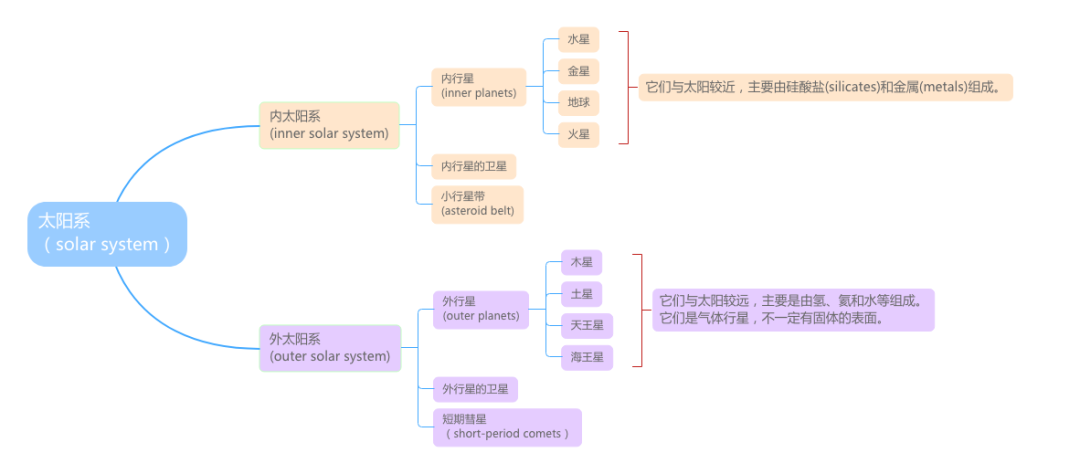 太阳系
（ solar system ）
内太阳系
(inner solar system)
内行星
(inner planets)
水星
金星
地球
火星
它们与太阳较近，主要由硅酸盐(silicates)和金属(metals)组成。
内行星的卫星
小行星带
(asteroid belt)
外太阳系
(outer solar system)
外行星
(outer planets)
木星
土星
天王星
海王星
它们与太阳较远，主要是由氢、氦和水等组成。
它们是气体行星，不一定有固体的表面。
外行星的卫星
短期彗星
（ short-period comets ）